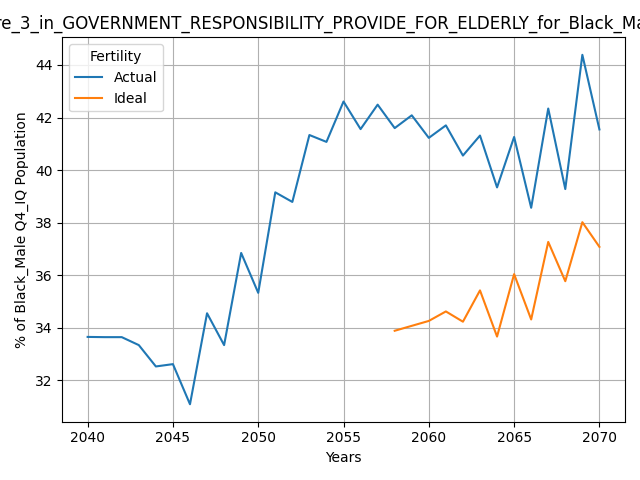 re_3_in_GOVERNMENT_RESPONSIBILITY_PROVIDE_FOR_ELDERLY_for_Black_Ma
Fertility
Actual
Ideal
% of Black_Male Q4_IQ Population
44
42
40
38
36
34
32
2040 2045 2050 2055 2060 2065 2070
Years